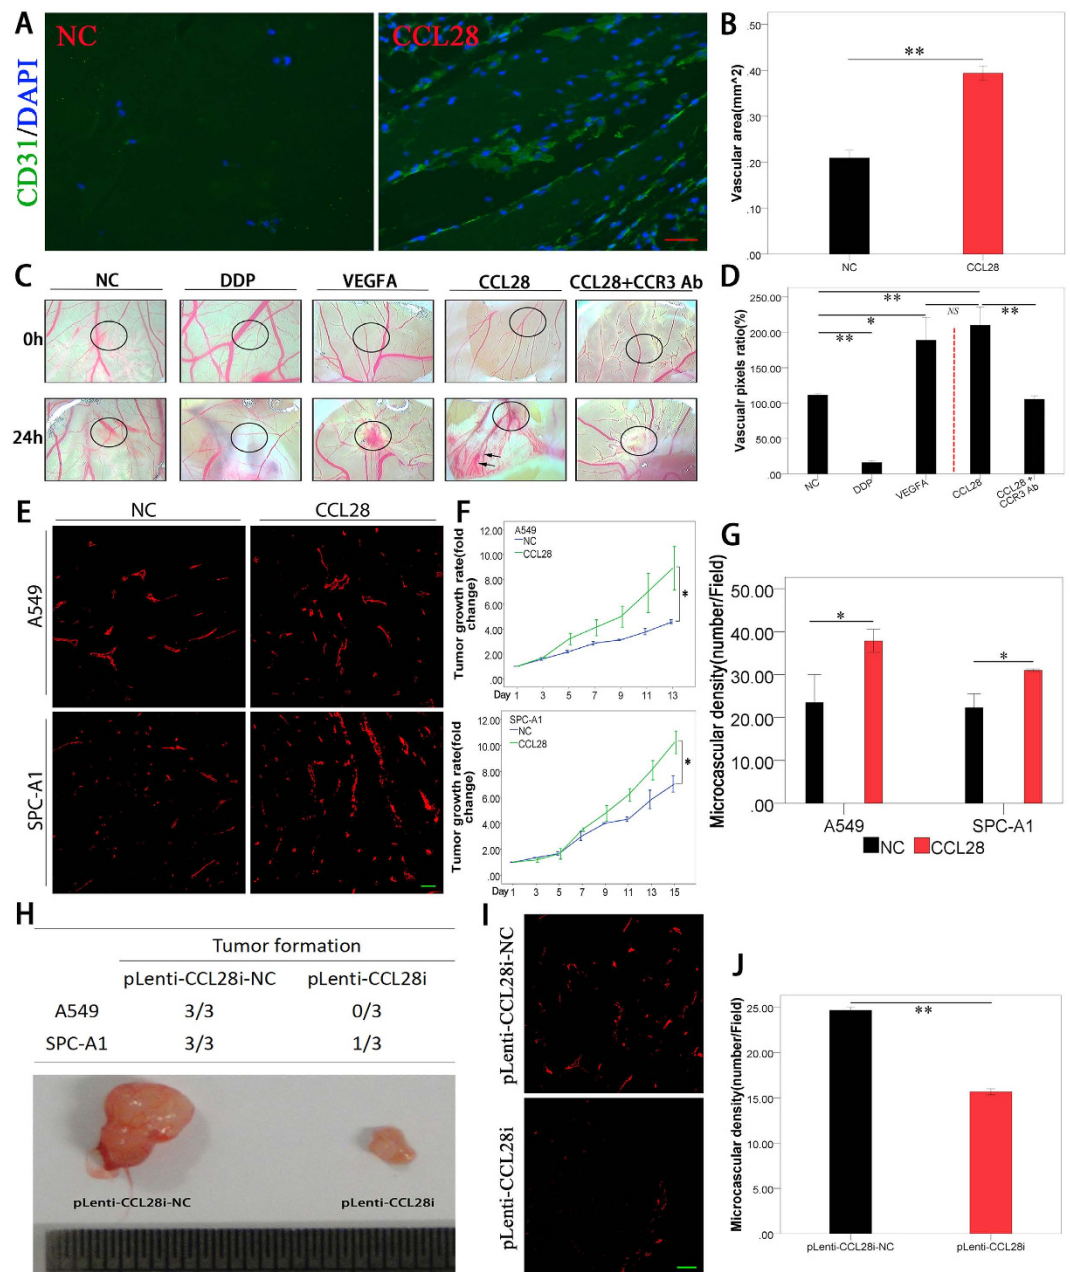 A
NC
CCL28
CD31/DAPI
B
Vascular area(mm^2)
.50
.40
.30
.20
.10
.00
**
NC
CCL28
C
NC
DDP
VEGFA
CCL28
CCL28+CCR3 Ab
0h
24h
D
Vascualr pixels ratio(%)
250.00
200.00
150.00
100.00
50.00
.00
**
*
**
NS
**
NC
DDP
VEGFA
CCL28
CCL28 +
CCR3 Ab
E
NC
CCL28
A549
SPC-A1
F
Tumor growth rate(fold
change)
12.00
10.00
8.00
6.00
4.00
2.00
.00
A549
NC
CCL28
*
Day 1 3 5 7 9 11 13
Tumor growth rate(fold
change)
12.00
10.00
8.00
6.00
4.00
2.00
.00
SPC-A1
NC
CCL28
*
Day 1 3 5 7 9 11 13 15
G
Microcascular density(number/Field)
50.00
40.00
30.00
20.00
10.00
.00
*
*
A549
SPC-A1
NC CCL28
H
Tumor formation
pLenti-CCL28i-NC pLenti-CCL28i
A549 3/3 0/3
SPC-A1 3/3 1/3
pLenti-CCL28i-NC
pLenti-CCL28i
I
pLenti-CCL28i-NC
pLenti-CCL28i
J
Microcascular density(number/Field)
25.00
20.00
15.00
10.00
5.00
.00
**
pLenti-CCL28i-NC
pLenti-CCL28i